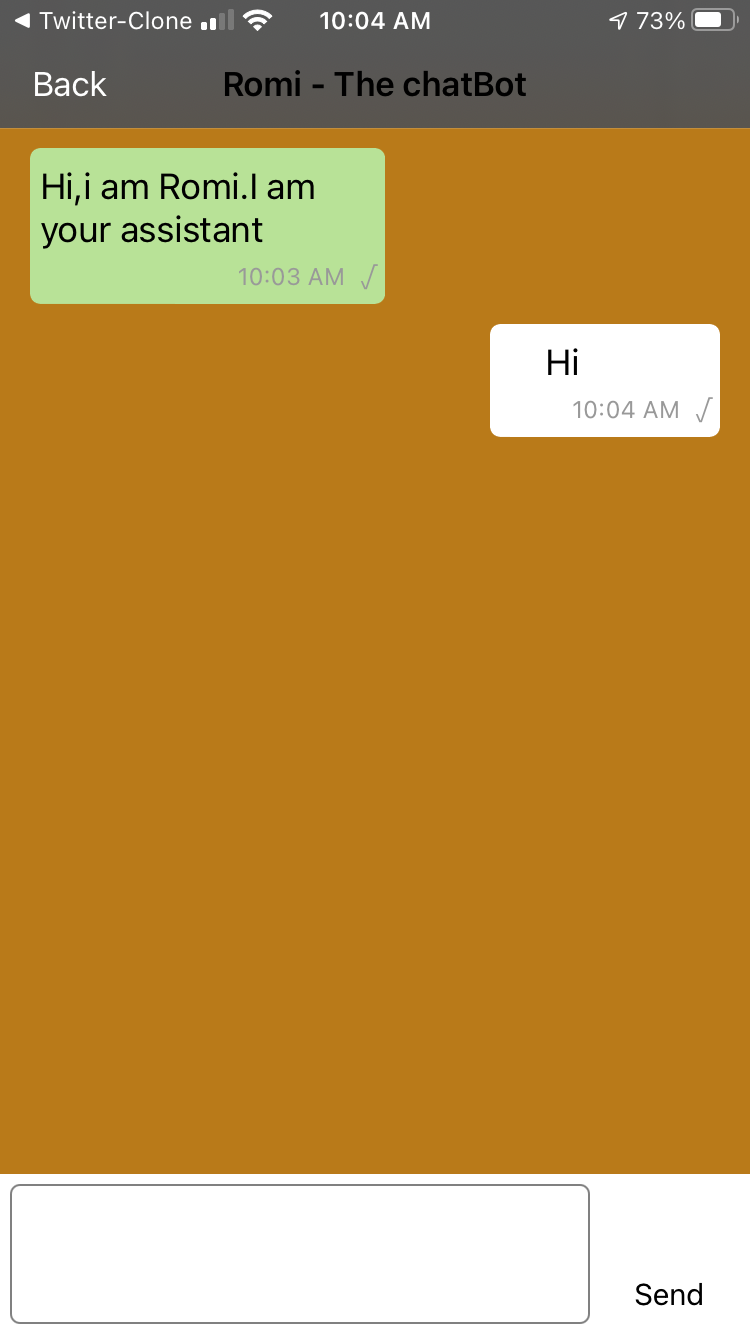 ◀ Twitter-Clone 10:04 AM 73%
Back Romi - The chatBot
Hi,i am Romi.I am
your assistant
10:03 AM √
Hi
10:04 AM √
Send